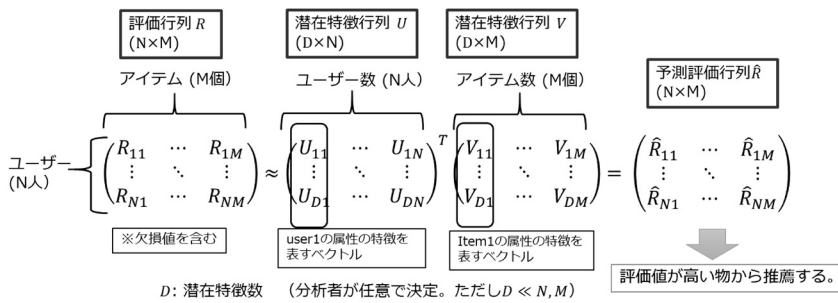 評価行列 R
(N×M)
潜在特徴行列 U
(D×N)
潜在特徴行列 V
(D×M)
予測評価行列R̂
(N×M)
アイテム (M個)
ユーザー数 (N人)
アイテム数 (M個)
ユーザー
(N人)
R₁₁ ⋯ R₁M
⋮ ⋱ ⋮
RN₁ ⋯ RNM
≈
U₁₁ ⋯ U₁N
⋮ ⋱ ⋮
UD₁ ⋯ UDN
T
V₁₁ ⋯ V₁M
⋮ ⋱ ⋮
VD₁ ⋯ VDM
=
R̂₁₁ ⋯ R̂₁M
⋮ ⋱ ⋮
R̂N₁ ⋯ R̂NM
※欠損値を含む
user1の属性の特徴を
表すベクトル
Item1の属性の特徴を
表すベクトル
評価値が高い物から推薦する。
D: 潜在特徴数 (分析者が任意で決定。ただしD ≪ N, M)